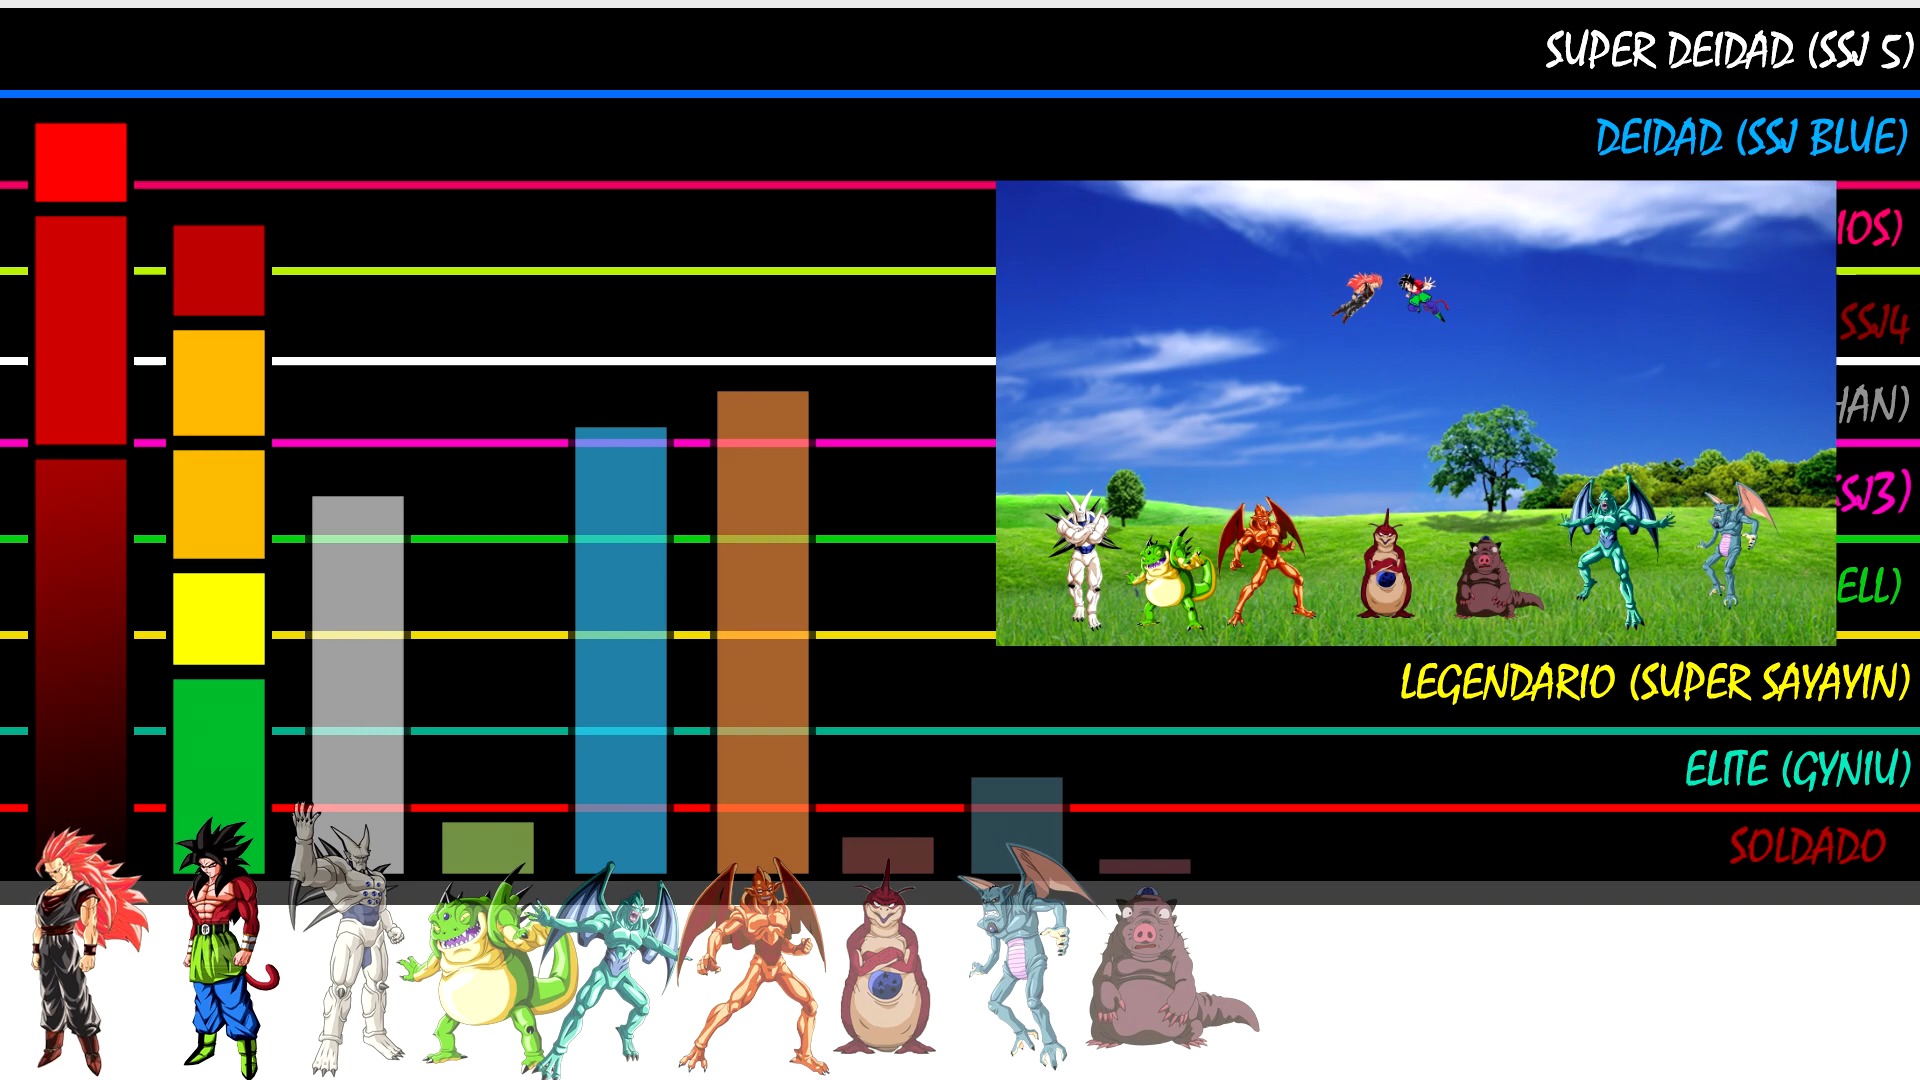 SUPER DEIDAD (SSJ 5)
DEIDAD (SSJ BLUE)
SSJ4
LEGENDARIO (SUPER SAYAYIN)
ELITE (GYNIU)
SOLDADO